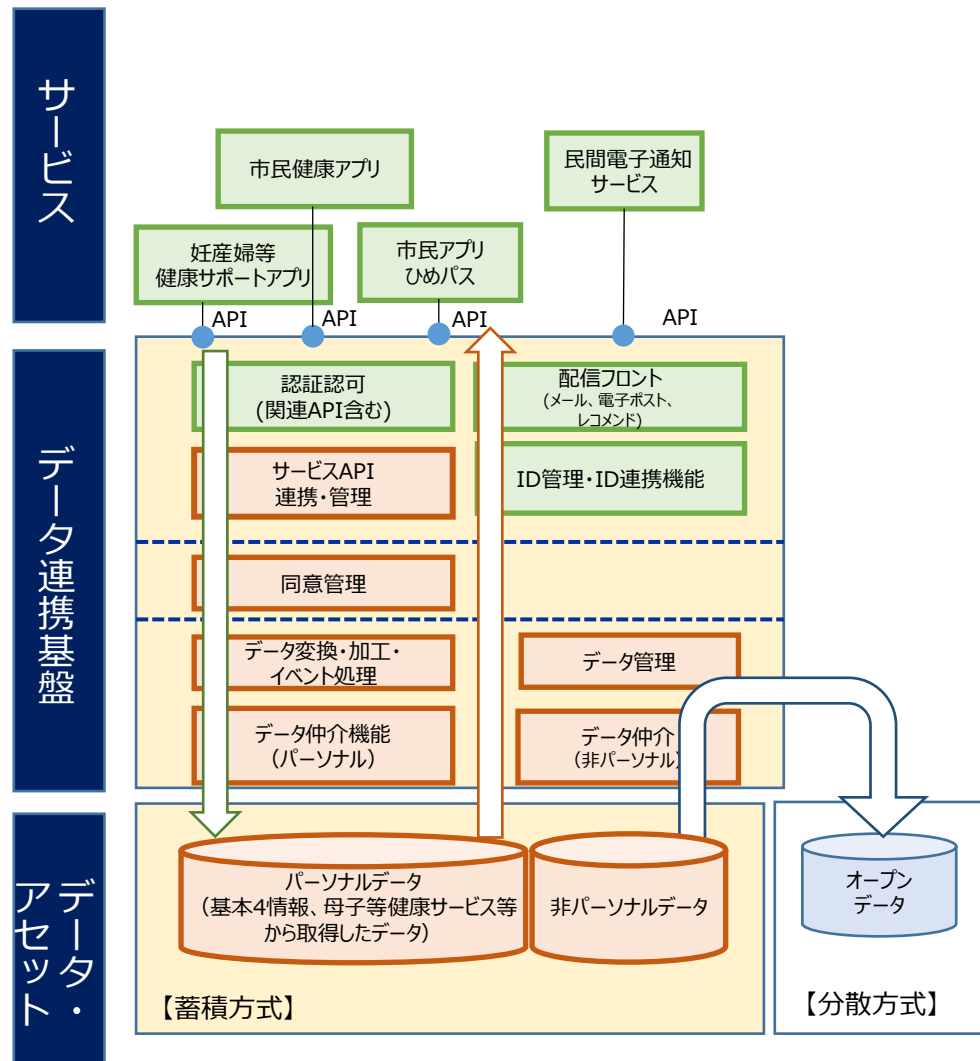 サービス
市民健康アプリ
民間電子通知
サービス
妊産婦等
健康サポートアプリ
市民アプリ
ひめパス
API
API
API
API
データ連携基盤
認証認可
(関連API含む)
配信フロント
(メール、電子ポスト、
レコメンド)
サービスAPI
連携・管理
ID管理・ID連携機能
同意管理
データ変換・加工・
イベント処理
データ管理
データ仲介機能
(パーソナル)
データ仲介
(非パーソナル)
データ・
アセット
パーソナルデータ
(基本4情報、母子等健康サービス等
から取得したデータ)
非パーソナルデータ
オープン
データ
【蓄積方式】
【分散方式】